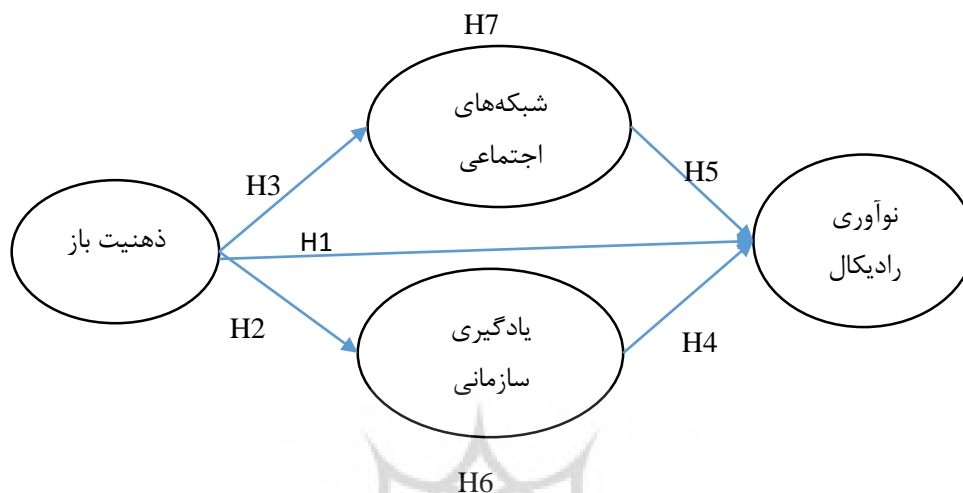 H7
شبکه‌های
اجتماعی
H3
H5
نوآوری
رادیکال
ذهنیت باز
H1
H2
یادگیری
سازمانی
H4
H6